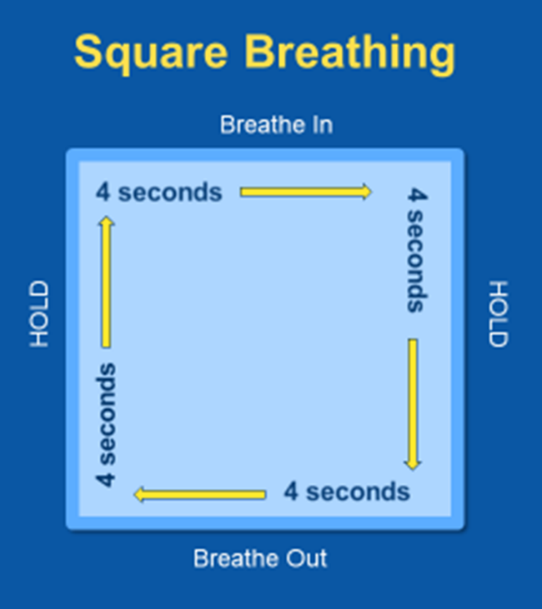 Square Breathing
Breathe In
4 seconds
4 seconds
HOLD
HOLD
4 seconds
4 seconds
Breathe Out